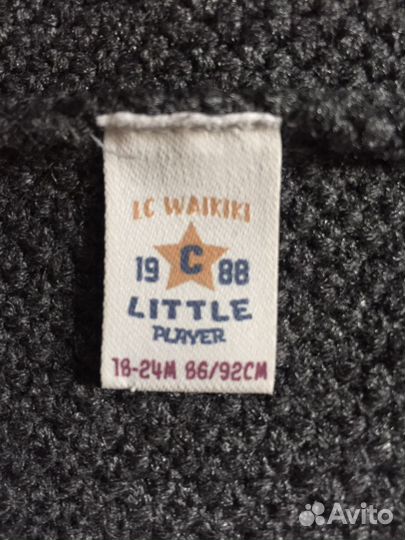 LC WAIKIKI
19 C 88
LITTLE
PLAYER
18-24M 86/92CM
Avito